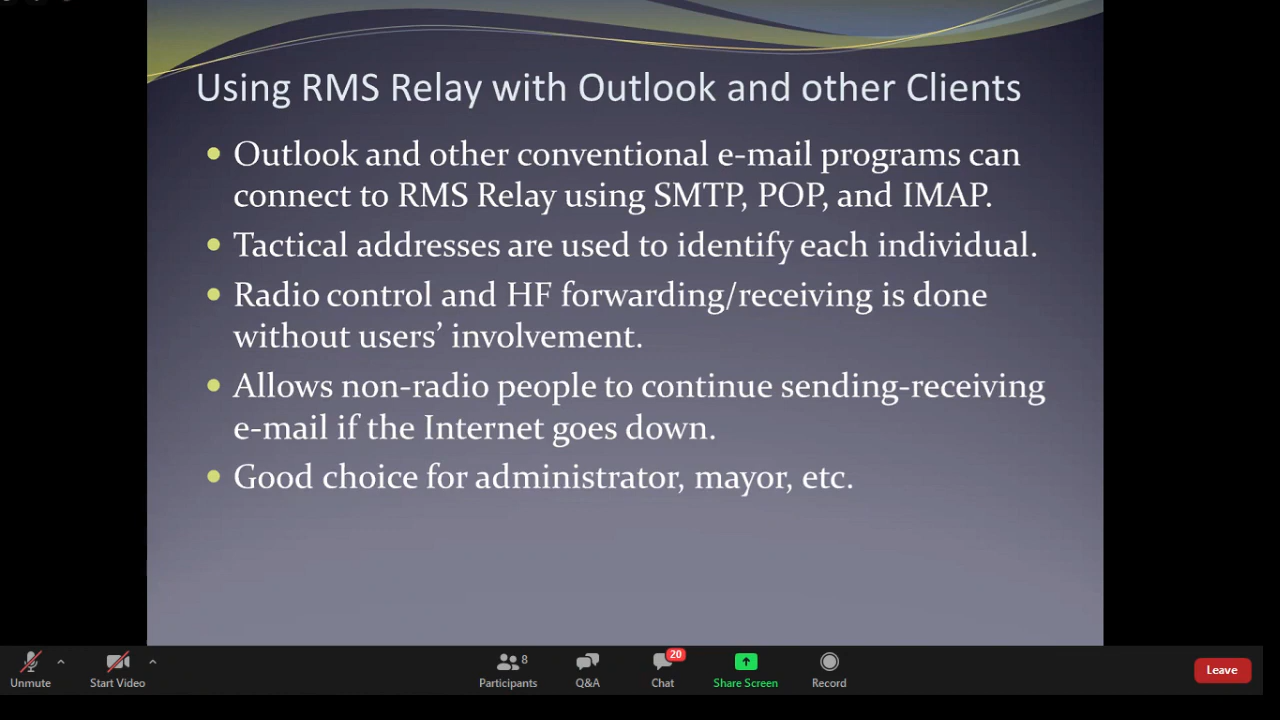 Using RMS Relay with Outlook and other Clients
Outlook and other conventional e-mail programs can
connect to RMS Relay using SMTP, POP, and IMAP.
Tactical addresses are used to identify each individual.
Radio control and HF forwarding/receiving is done
without users’ involvement.
Allows non-radio people to continue sending-receiving
e-mail if the Internet goes down.
Good choice for administrator, mayor, etc.
Unmute
Start Video
8
Participants
Q&A
20
Chat
Share Screen
Record
Leave